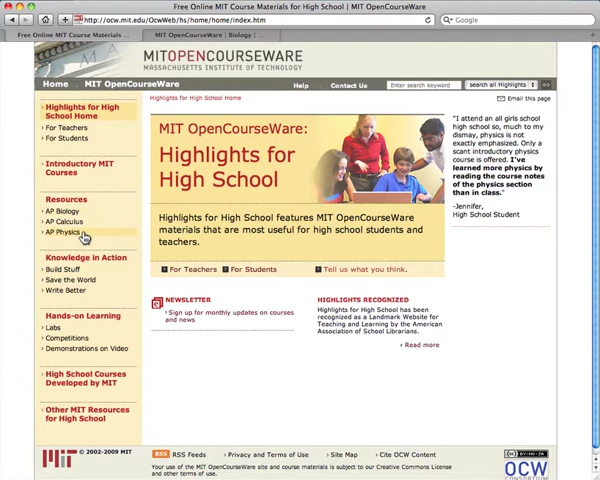 Free Online MIT Course Materials for High School | MIT OpenCourseWare
http://ocw.mit.edu/OcwWeb/hs/home/home/index.htm
Google
Free Online MIT Course Materials ...
MIT OpenCourseWare | Biology | ...
MITOPENCOURSEWARE
MASSACHUSETTS INSTITUTE OF TECHNOLOGY
Home | MIT OpenCourseWare
Help | Contact Us
Enter search keyword
search all Highlights
GO
Highlights for High School Home
For Teachers
For Students
Introductory MIT Courses
Resources
AP Biology
AP Calculus
AP Physics
Knowledge in Action
Build Stuff
Save the World
Write Better
Hands-on Learning
Labs
Competitions
Demonstrations on Video
High School Courses Developed by MIT
Other MIT Resources for High School
Highlights for High School Home
Email this page
MIT OpenCourseWare:
Highlights for
High School
Highlights for High School features MIT OpenCourseWare
materials that are most useful for high school students and
teachers.
For Teachers
For Students
Tell us what you think.
NEWSLETTER
Sign up for monthly updates on courses
and news
HIGHLIGHTS RECOGNIZED
Highlights for High School has been
recognized as a Landmark Website for
Teaching and Learning by the American
Association of School Librarians.
Read more
"I attend an all girls school
high school so, much to my
dismay, physics is not
exactly emphasized. Only a
scant introductory physics
course is offered. I've
learned more physics by
reading the course notes
of the physics section
than in class."
-Jennifer,
High School Student
MIT
© 2002-2009 MIT
RSS RSS Feeds
Privacy and Terms of Use
Site Map
Cite OCW Content
Your use of the MIT OpenCourseWare site and course materials is subject to our Creative Commons License
and other terms of use.
BY-NC-SA
OCW
CONSORTIUM